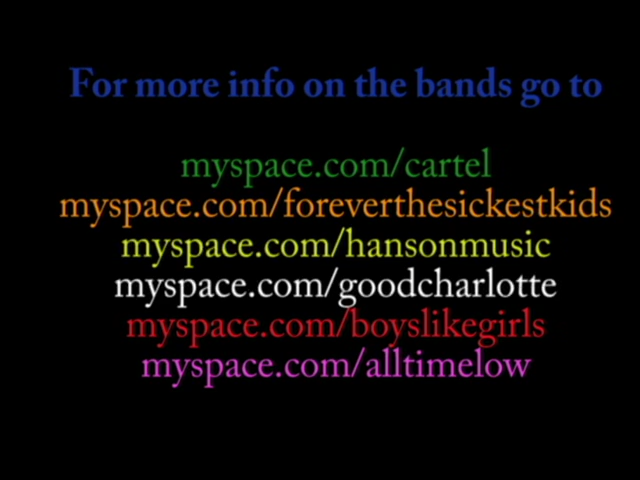 For more info on the bands go to
myspace.com/cartel
myspace.com/foreverthesickestkids
myspace.com/hansonmusic
myspace.com/goodcharlotte
myspace.com/boyslikegirls
myspace.com/alltimelow